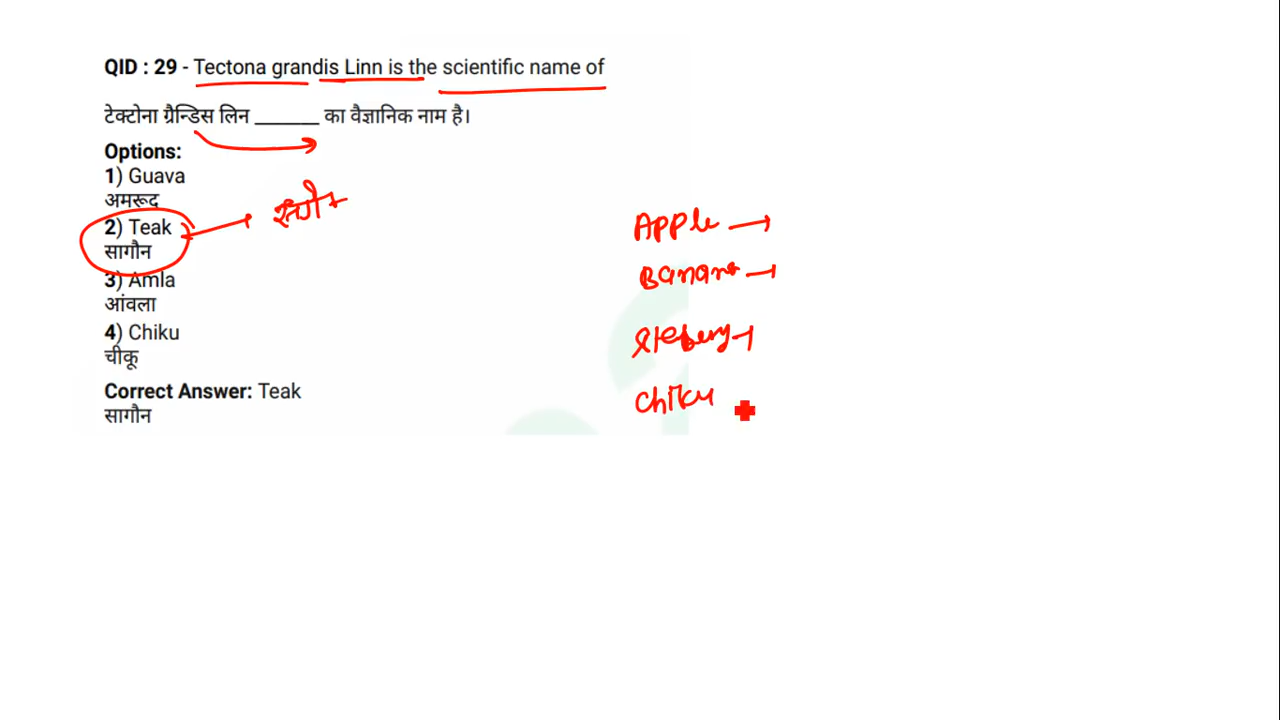 QID : 29 - Tectona grandis Linn is the scientific name of
टेक्टोना ग्रैन्डिस लिन _______ का वैज्ञानिक नाम है।
Options:
1) Guava
अमरूद
2) Teak
सागौन
3) Amla
आंवला
4) Chiku
चीकू
Correct Answer: Teak
सागौन
Apple
Banana
Chiku